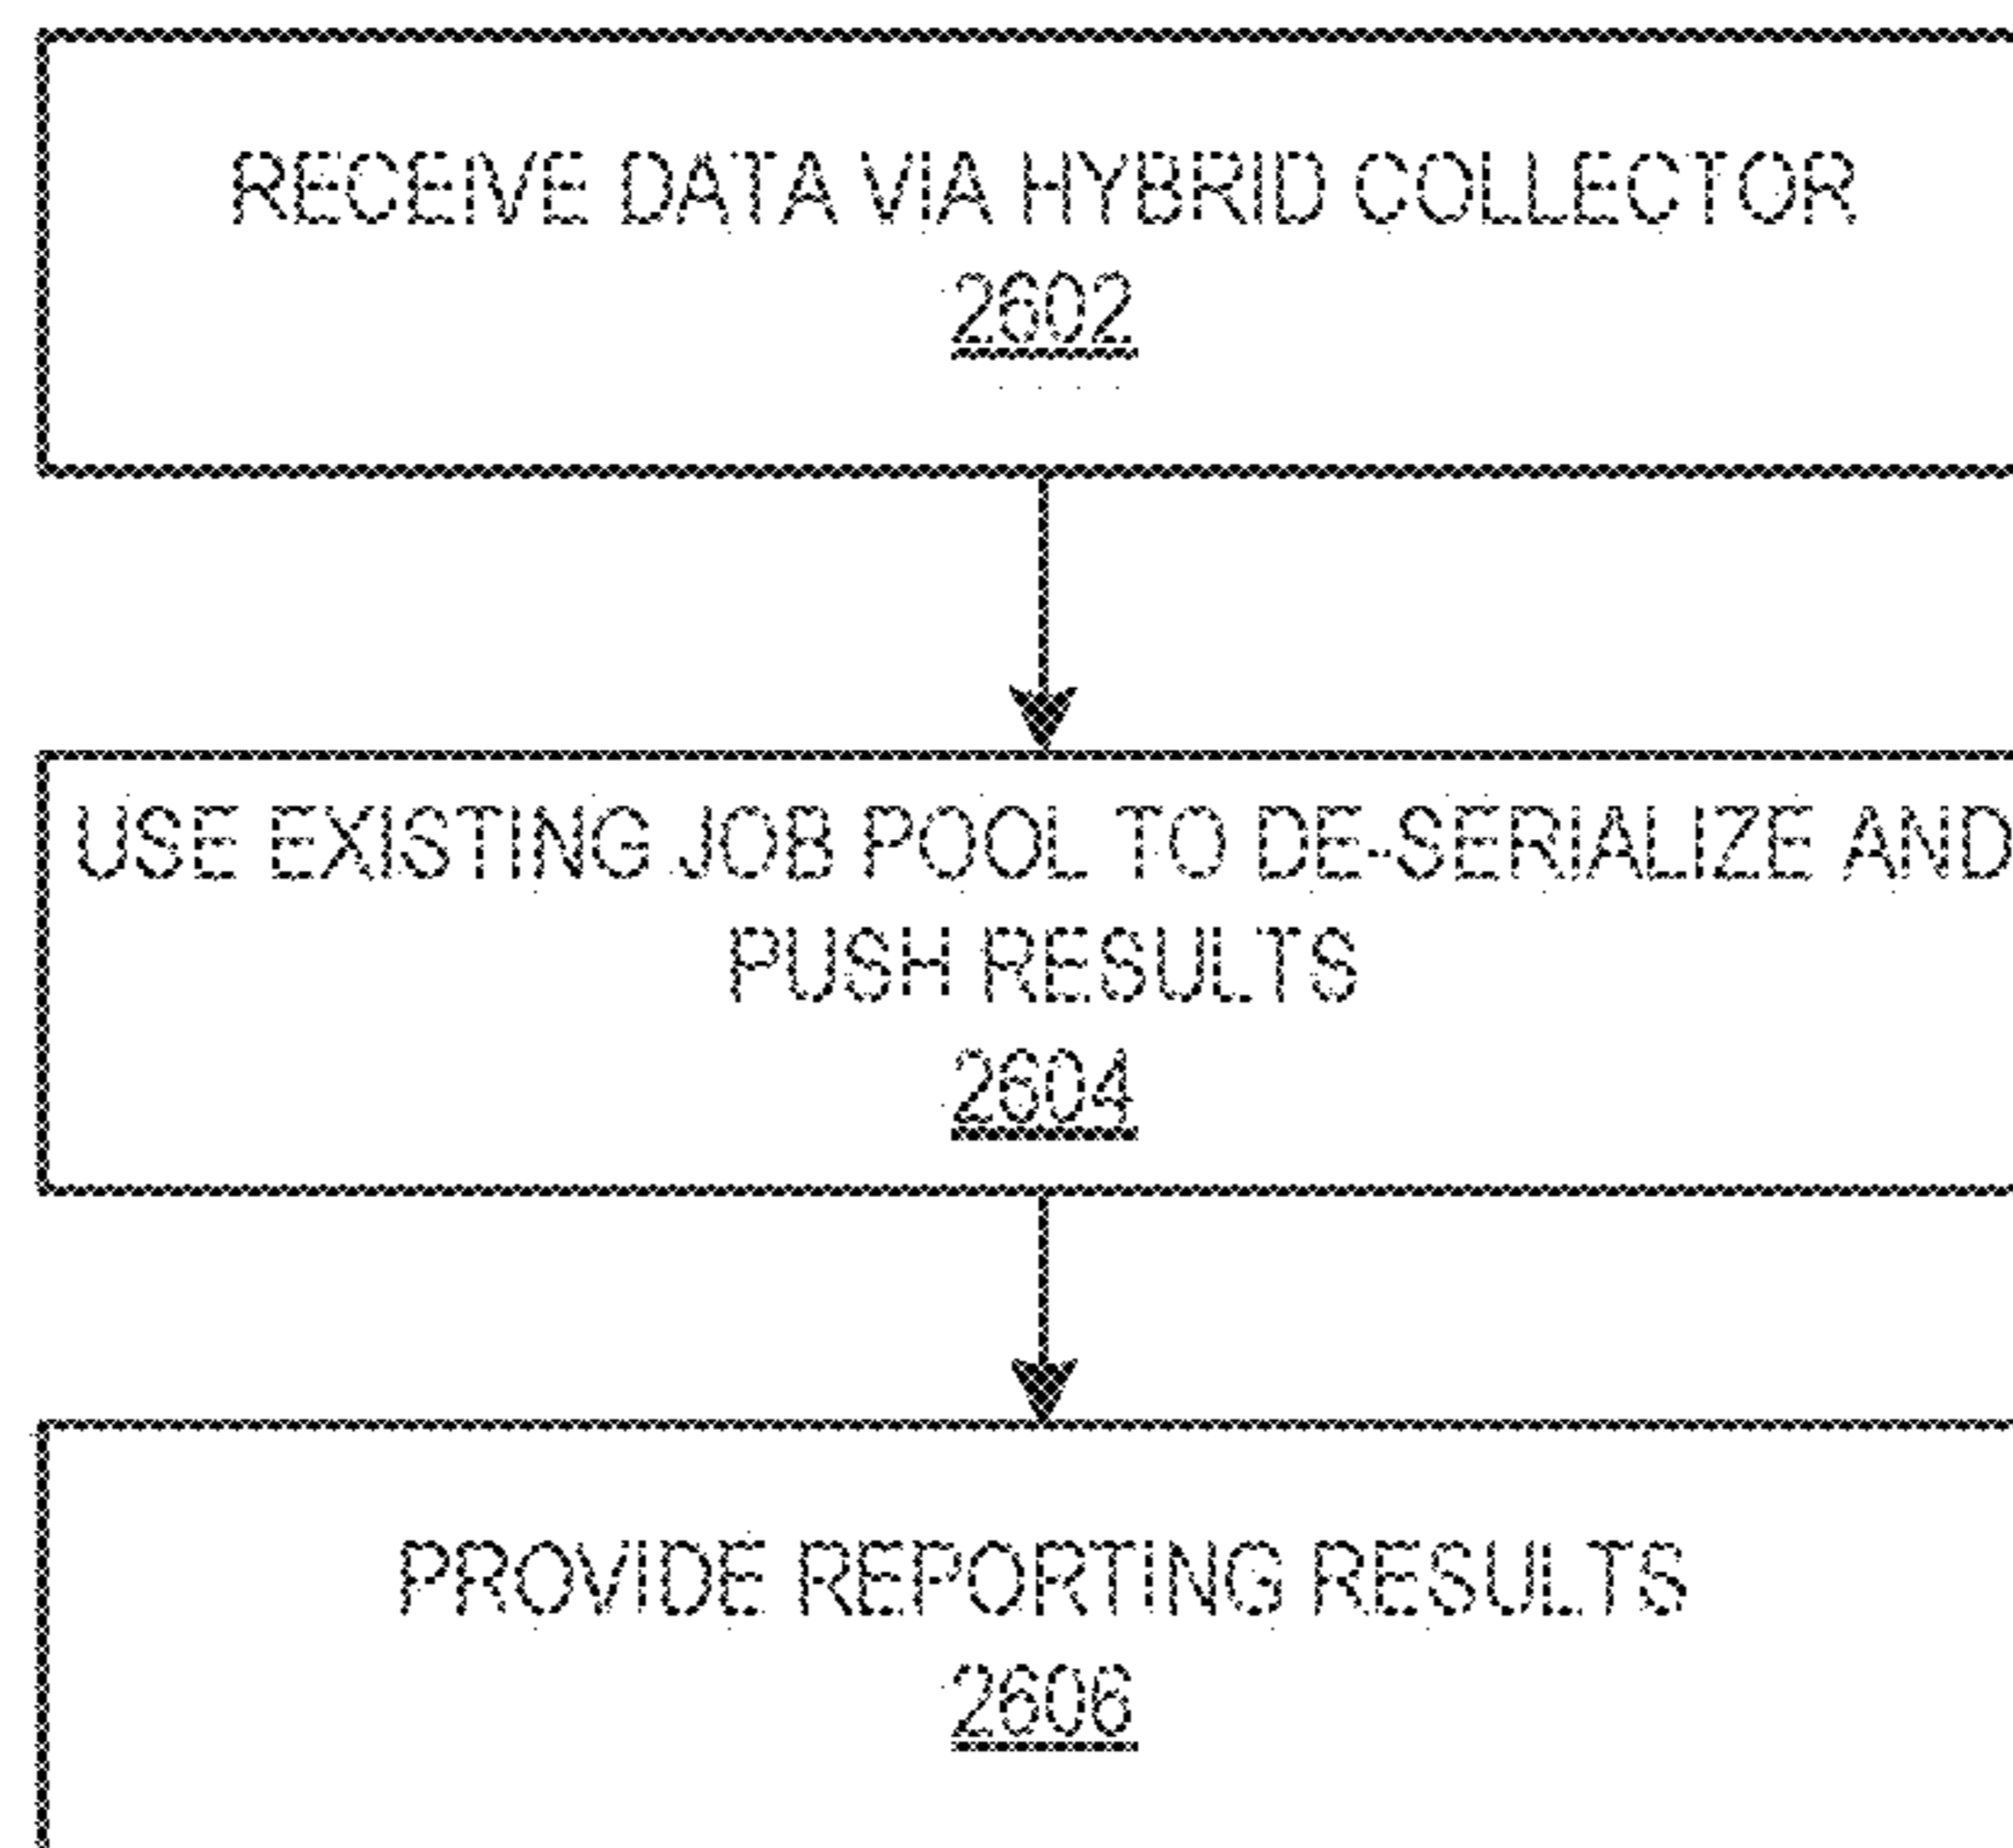 RECEIVE DATA VIA HYBRID COLLECTOR
2602
USE EXISTING JOB POOL TO DE-SERIALIZE AND
PUSH RESULTS
2604
PROVIDE REPORTING RESULTS
2606